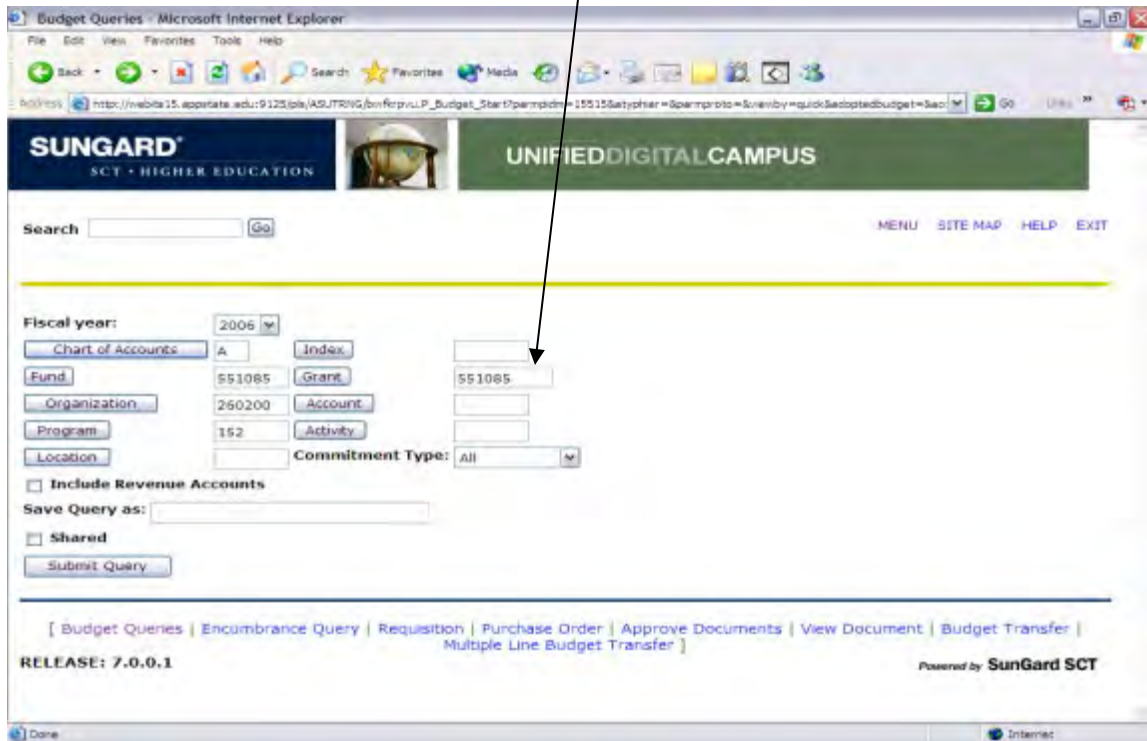 Budget Queries - Microsoft Internet Explorer
File Edit View Favorites Tools Help
Back Search Favorites Media
Address Go Links
SUNGARD®
SCT • HIGHER EDUCATION
UNIFIEDDIGITALCAMPUS
Search Go
MENU SITE MAP HELP EXIT
Fiscal year: 2006
Chart of Accounts A Index
Fund 551085 Grant 551085
Organization 260200 Account
Program 152 Activity
Location Commitment Type: All
Include Revenue Accounts
Save Query as:
Shared
Submit Query
[ Budget Queries | Encumbrance Query | Requisition | Purchase Order | Approve Documents | View Document | Budget Transfer |
Multiple Line Budget Transfer ]
RELEASE: 7.0.0.1
Powered by SunGard SCT
Done Internet